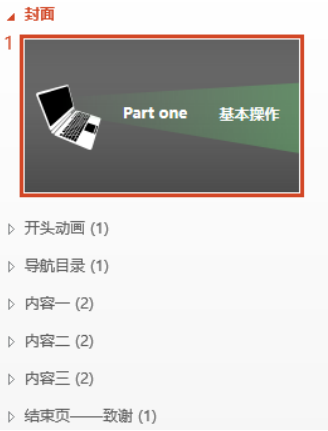 封面
1
Part one 基本操作
开头动画 (1)
导航目录 (1)
内容一 (2)
内容二 (2)
内容三 (2)
结束页——致谢 (1)